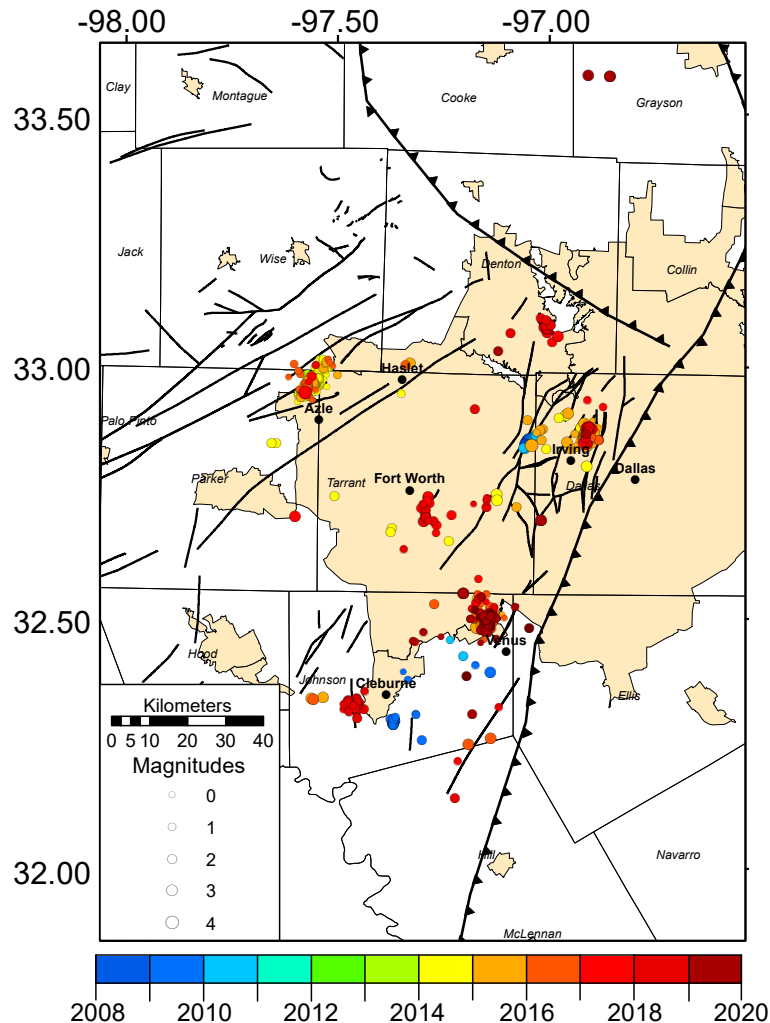 -98.00 -97.50 -97.00
33.50
33.00
32.50
32.00
Clay
Montague
Cooke
Grayson
Jack
Wise
Denton
Collin
Haslet
Azle
Palo Pinto
Irving
Dallas
Parker
Tarrant
Fort Worth
Dallas
Venus
Hood
Johnson
Cleburne
Ellis
Kilometers
0 5 10 20 30 40
Magnitudes
0
1
2
3
4
Hill
Navarro
McLennan
2008 2010 2012 2014 2016 2018 2020